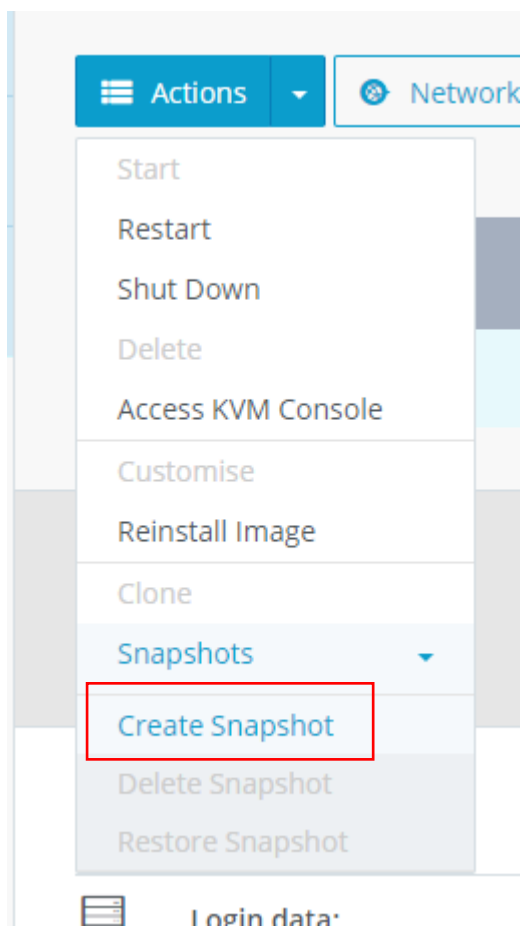 Actions
Network
Start
Restart
Shut Down
Delete
Access KVM Console
Customise
Reinstall Image
Clone
Snapshots
Create Snapshot
Delete Snapshot
Restore Snapshot
Login data: